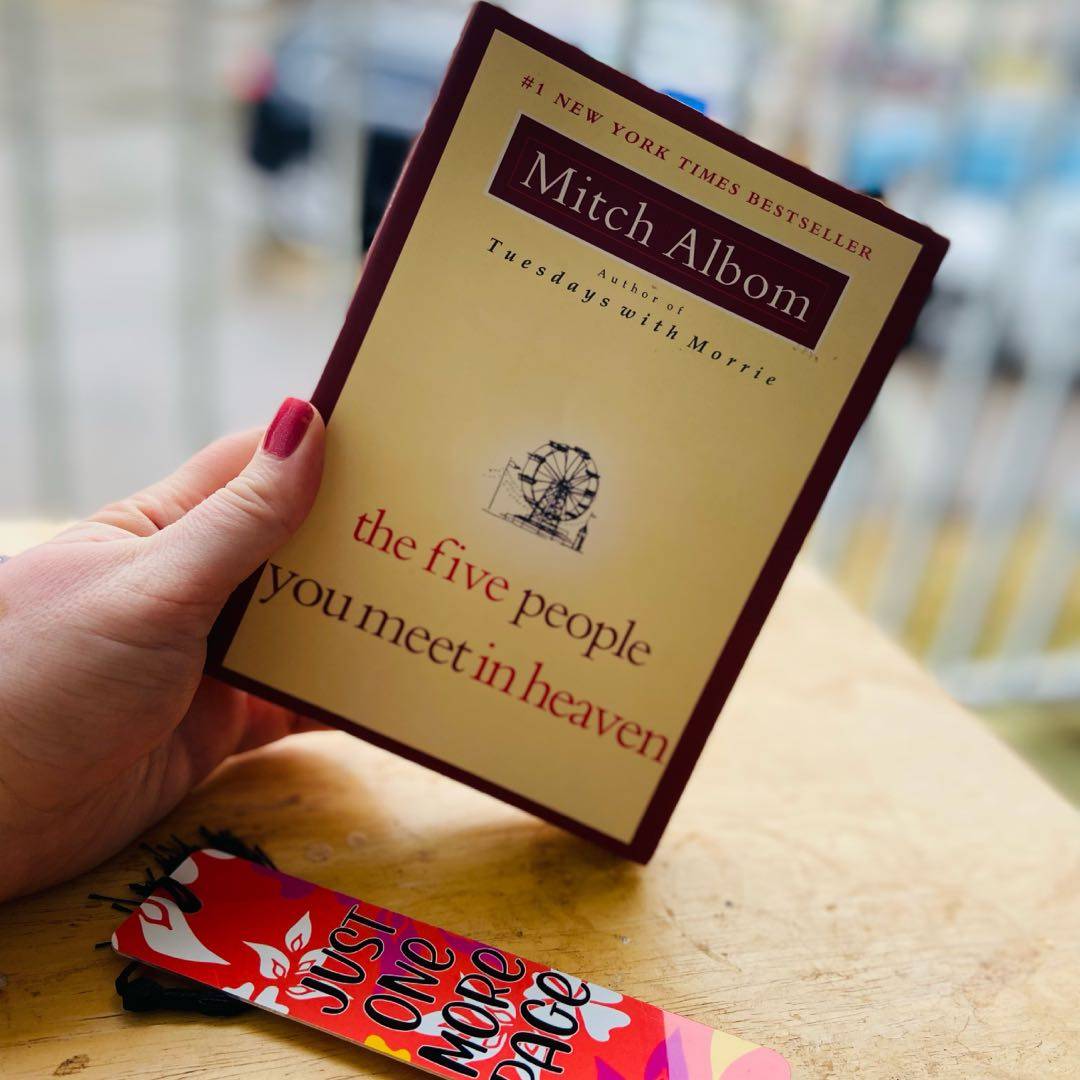 #1 NEW YORK TIMES BESTSELLER
Mitch Albom
Author of
Tuesdays with Morrie
the five people
you meet in heaven
JUST
ONE
MORE
PAGE